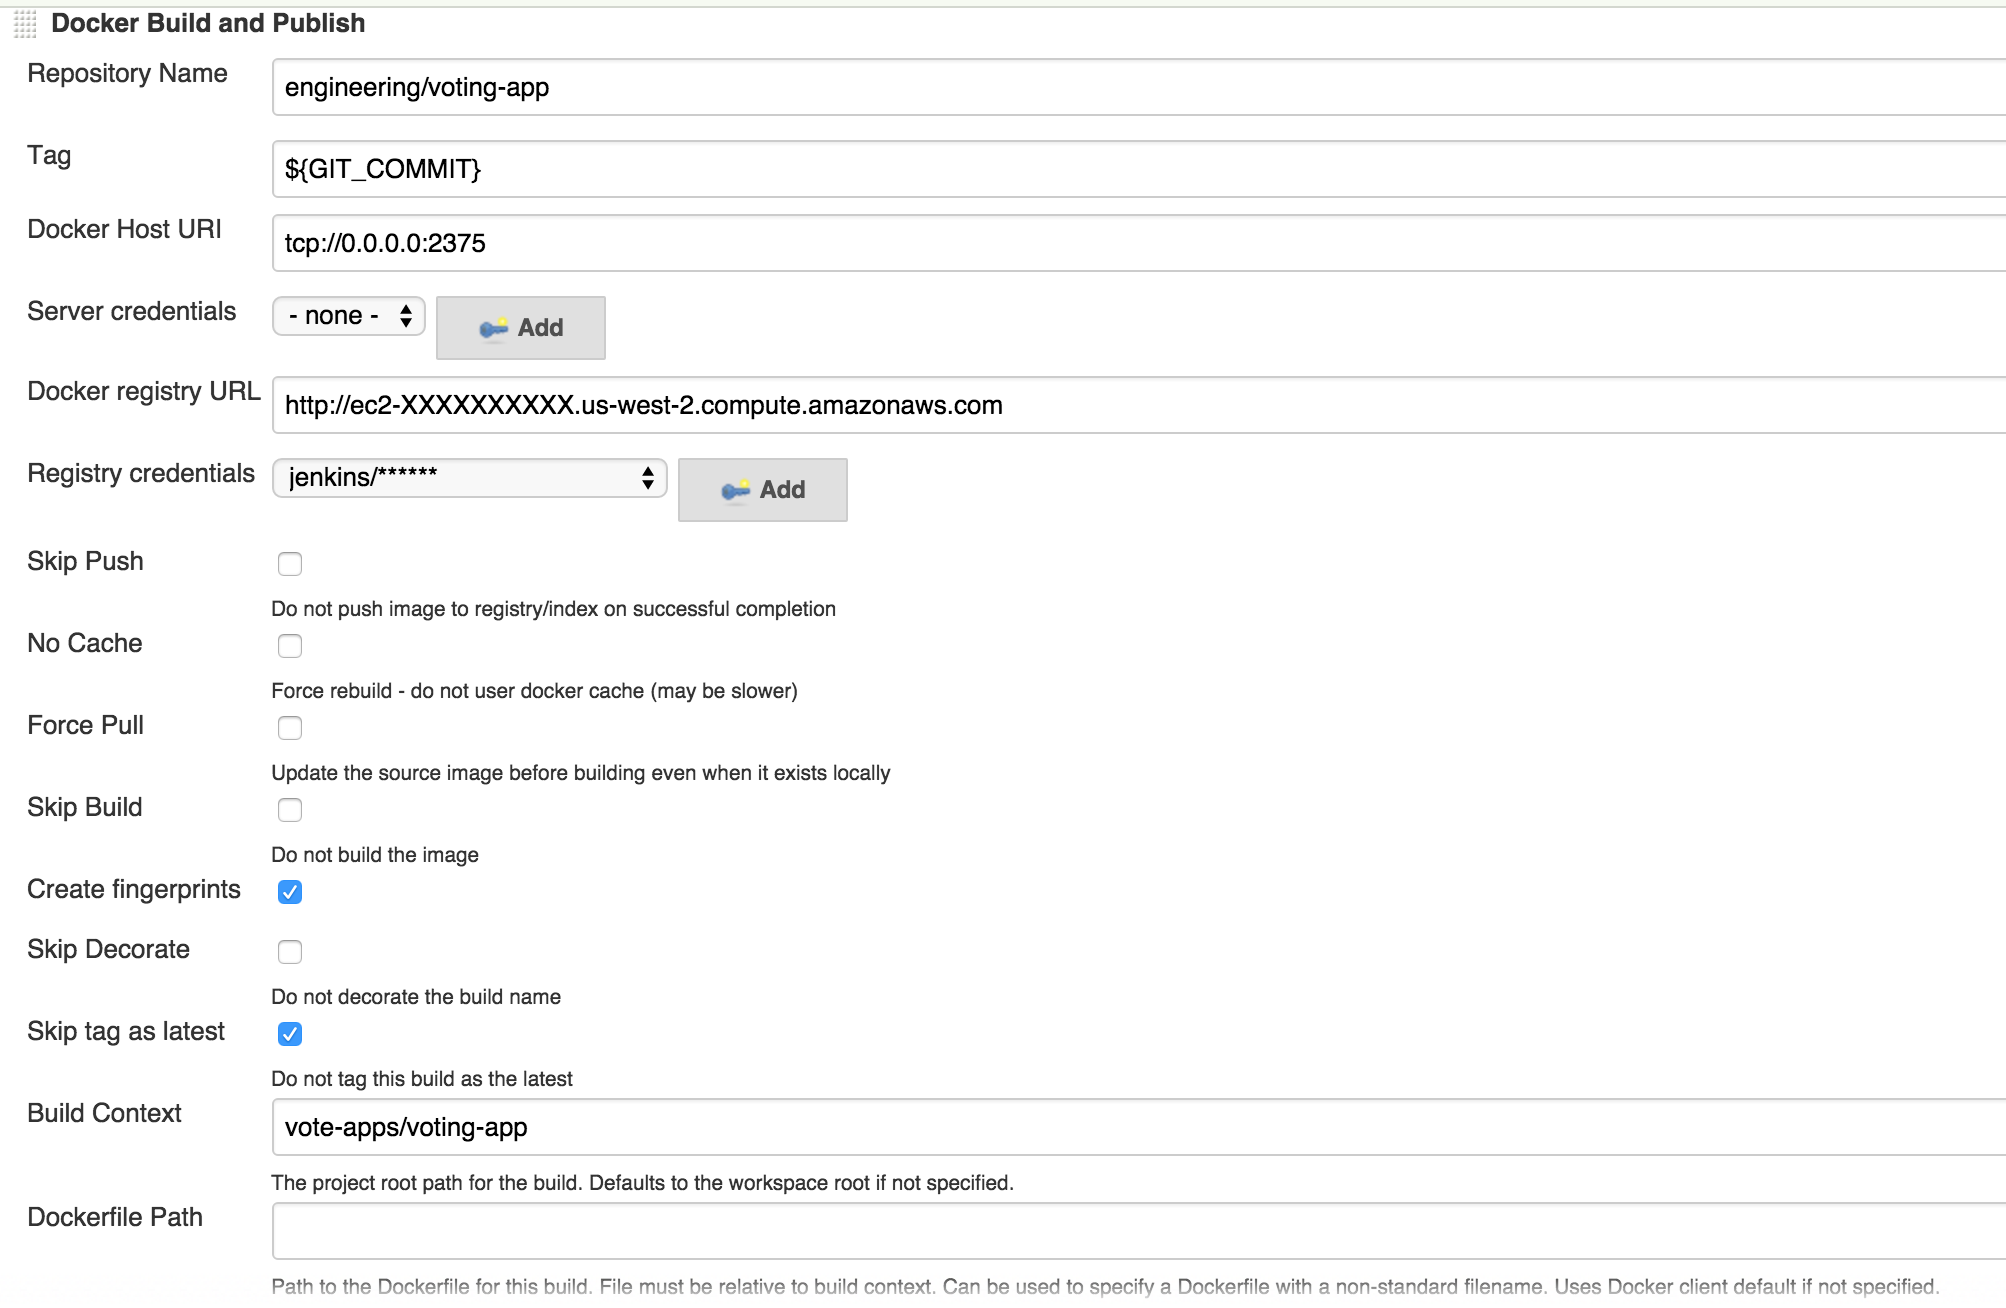 Docker Build and Publish
Repository Name
engineering/voting-app
Tag
${GIT_COMMIT}
Docker Host URI
tcp://0.0.0.0:2375
Server credentials
- none -
Add
Docker registry URL
http://ec2-XXXXXXXXXX.us-west-2.compute.amazonaws.com
Registry credentials
jenkins/******
Add
Skip Push
Do not push image to registry/index on successful completion
No Cache
Force rebuild - do not user docker cache (may be slower)
Force Pull
Update the source image before building even when it exists locally
Skip Build
Do not build the image
Create fingerprints
Skip Decorate
Do not decorate the build name
Skip tag as latest
Do not tag this build as the latest
Build Context
vote-apps/voting-app
The project root path for the build. Defaults to the workspace root if not specified.
Dockerfile Path
Path to the Dockerfile for this build. File must be relative to build context. Can be used to specify a Dockerfile with a non-standard filename. Uses Docker client default if not specified.